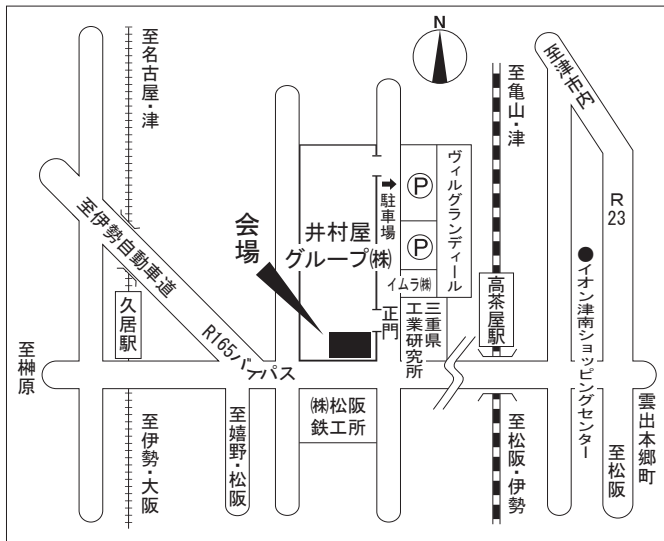 至名古屋・津
N
至亀山・津
至津市内
R
23
ヴィルグランディール
P
P
駐車場
会場
井村屋
グループ㈱
イムラ㈱
正門
三重県
工業研究所
高茶屋駅
イオン津南ショッピングセンター
至伊勢自動車道
久居駅
R165バイパス
至榊原
㈱松阪
鉄工所
至伊勢・大阪
至嬉野・松阪
至松阪・伊勢
至松阪
雲出本郷町